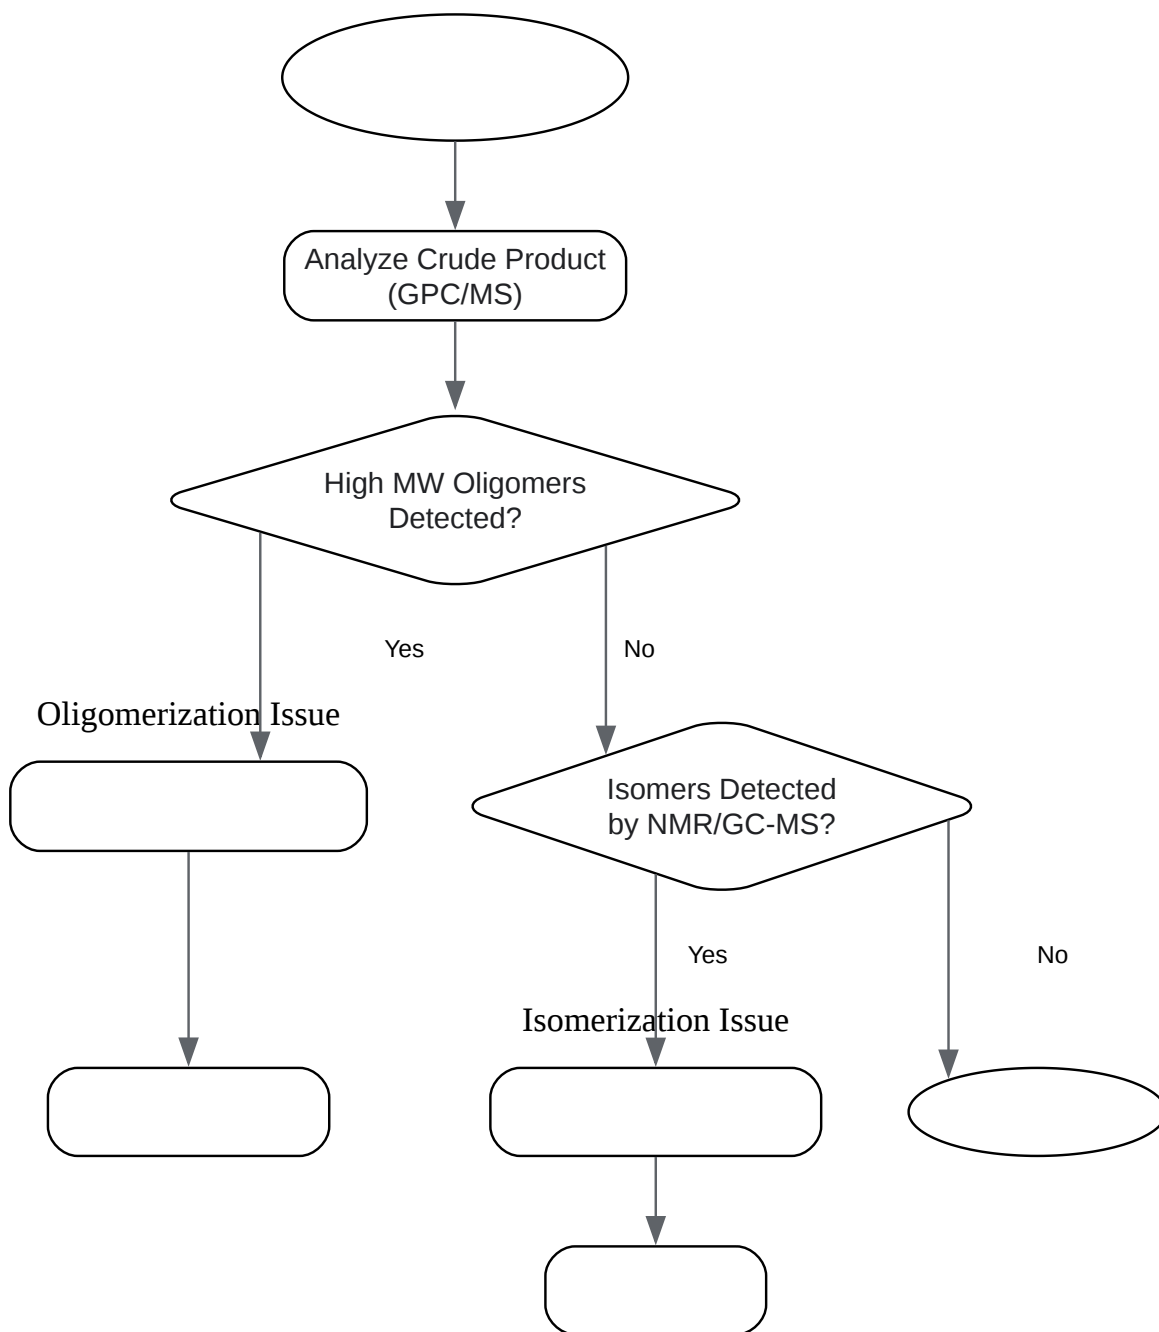 Analyze Crude Product
(GPC/MS)
High MW Oligomers
Detected?
Yes
No
Oligomerization Issue
Isomers Detected
by NMR/GC-MS?
Yes
No
Isomerization Issue